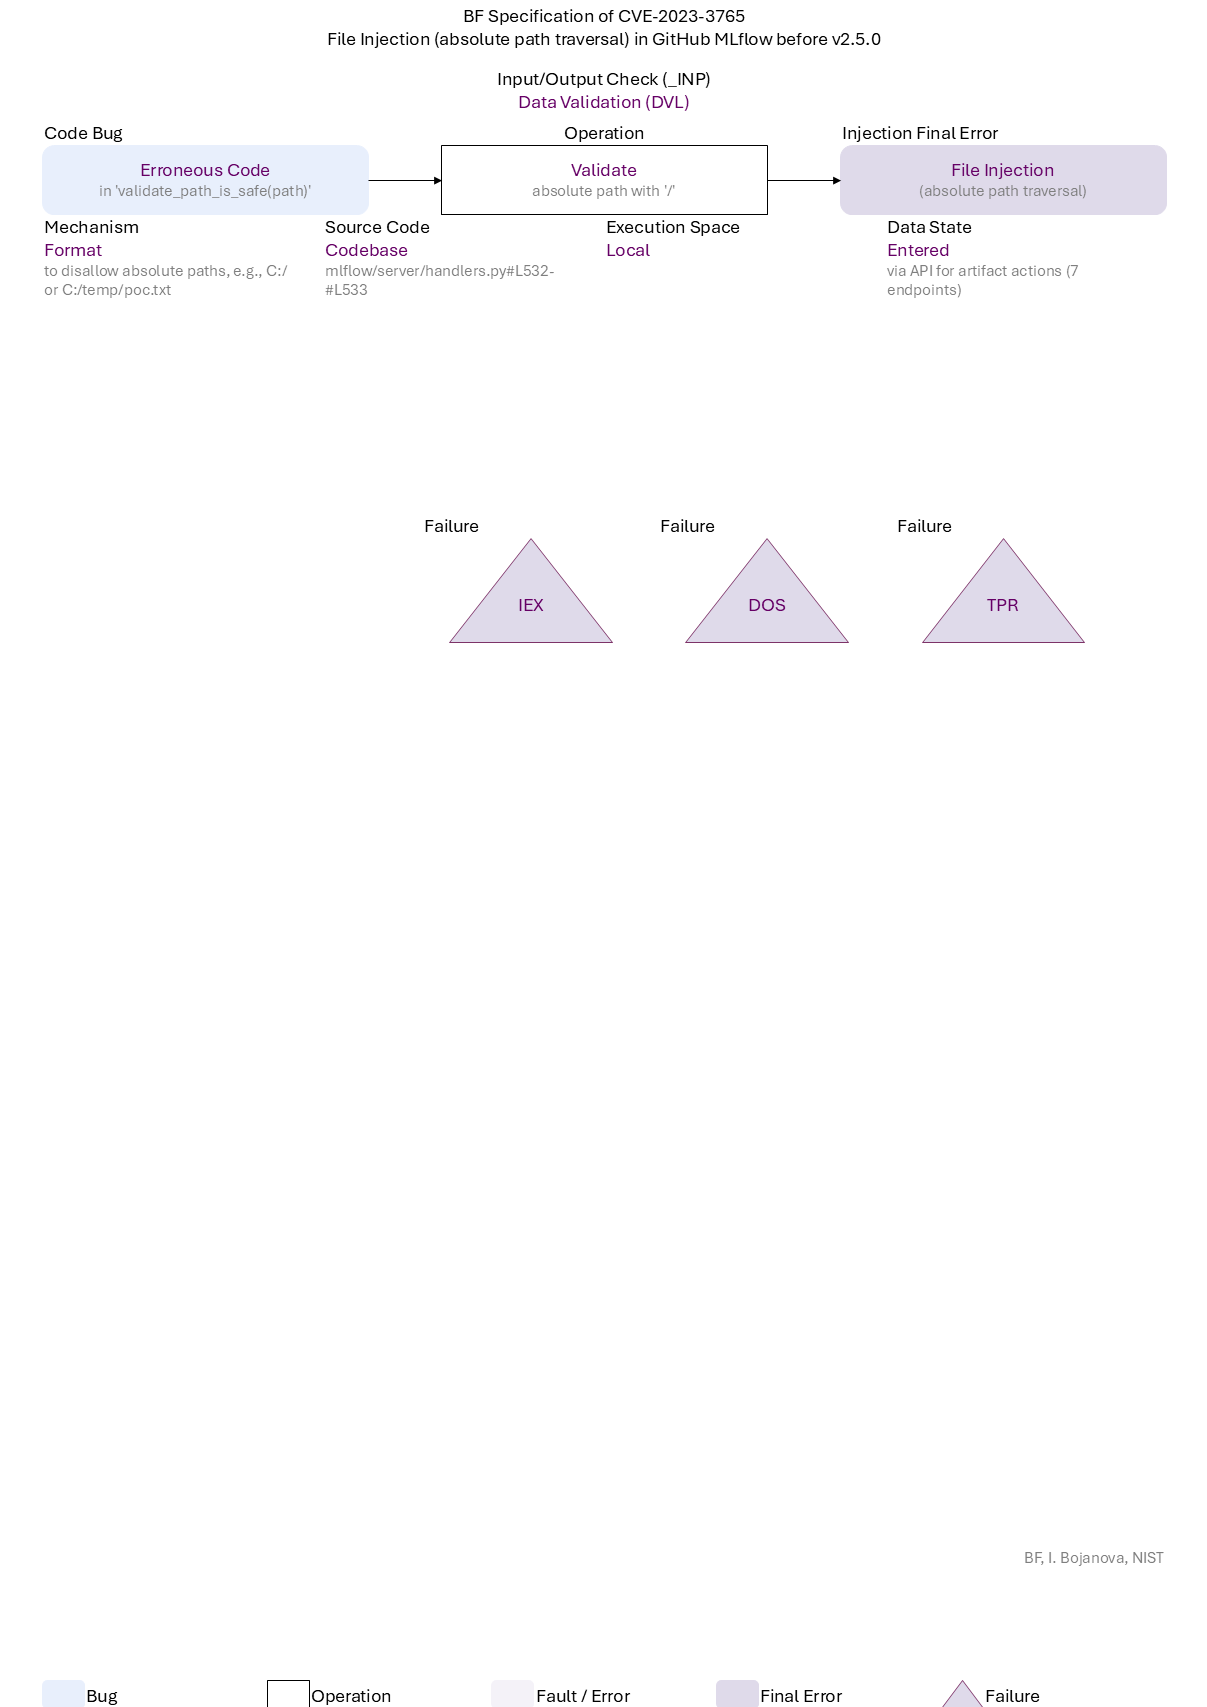 BF Specification of CVE-2023-3765
File Injection (absolute path traversal) in GitHub MLflow before v2.5.0
Input/Output Check (_INP)
Data Validation (DVL)
Code Bug
Operation
Injection Final Error
Erroneous Code
in 'validate_path_is_safe(path)'
Validate
absolute path with '/'
File Injection
(absolute path traversal)
Mechanism
Format
to disallow absolute paths, e.g., C:/
or C:/temp/poc.txt
Source Code
Codebase
mlflow/server/handlers.py#L532-
#L533
Execution Space
Local
Data State
Entered
via API for artifact actions (7
endpoints)
Failure
Failure
Failure
IEX
DOS
TPR
BF, I. Bojanova, NIST
Bug
Operation
Fault / Error
Final Error
Failure